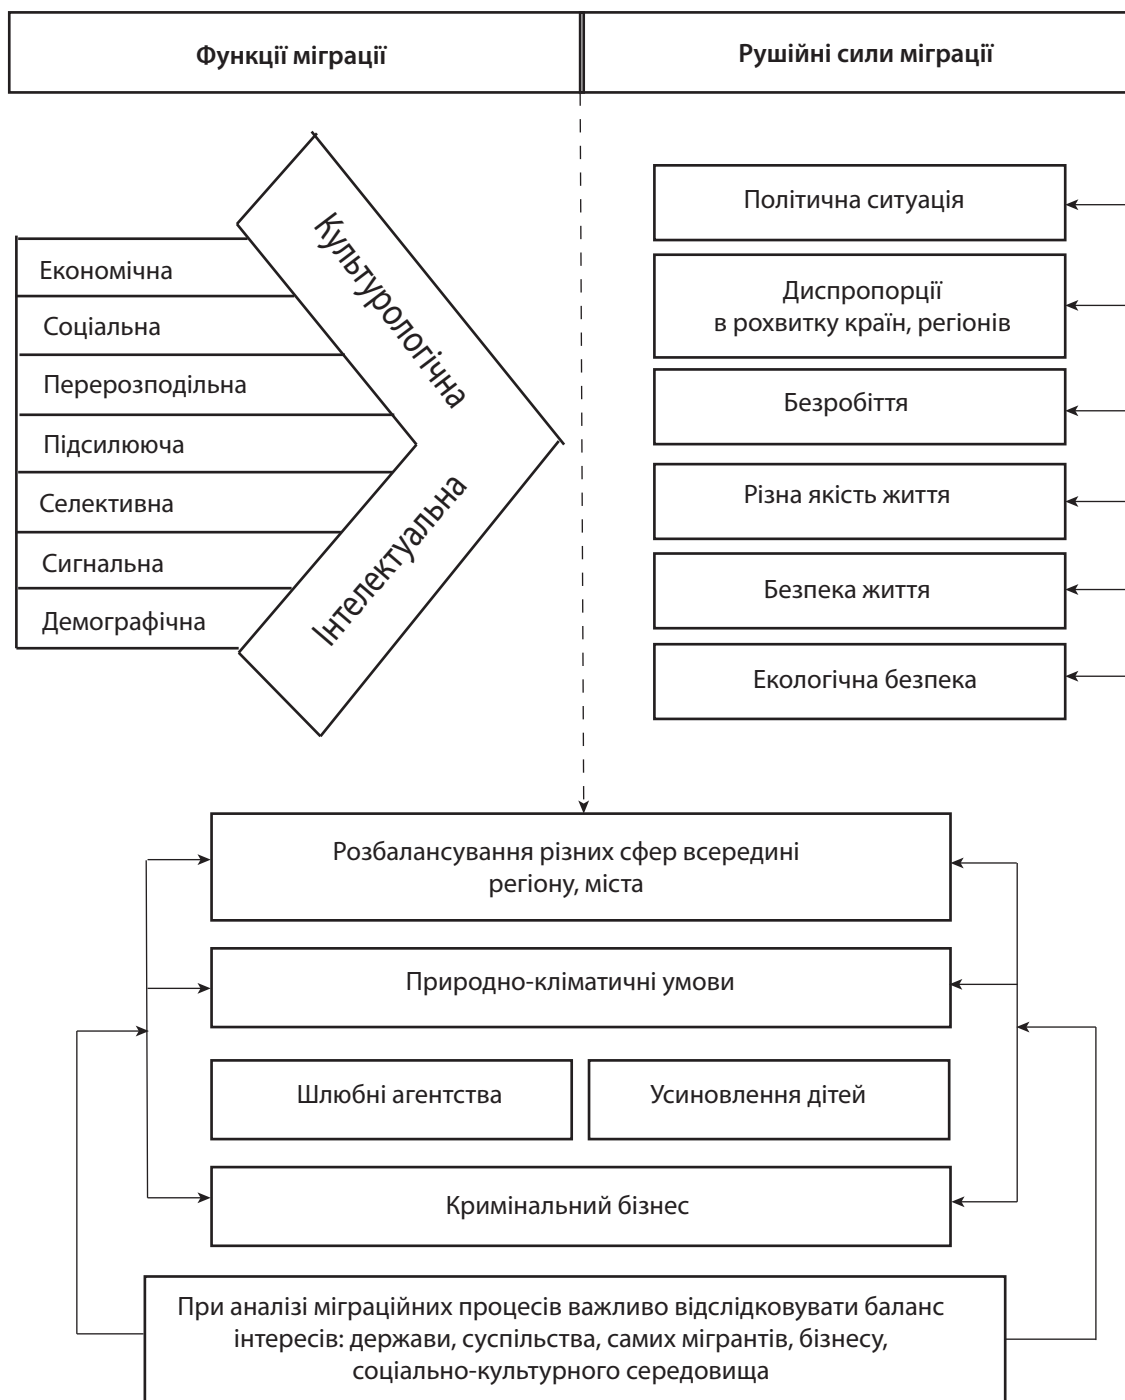 Функції міграції
Рушійні сили міграції
Економічна
Соціальна
Перерозподільна
Підсилююча
Селективна
Сигнальна
Демографічна
Культурологічна
Інтелектуальна
Політична ситуація
Диспропорції
в рохвитку країн, регіонів
Безробіття
Різна якість життя
Безпека життя
Екологічна безпека
Розбалансування різних сфер всередині
регіону, міста
Природно-кліматичні умови
Шлюбні агентства
Усиновлення дітей
Кримінальний бізнес
При аналізі міграційних процесів важливо відслідковувати баланс
інтересів: держави, суспільства, самих мігрантів, бізнесу,
соціально-культурного середовища